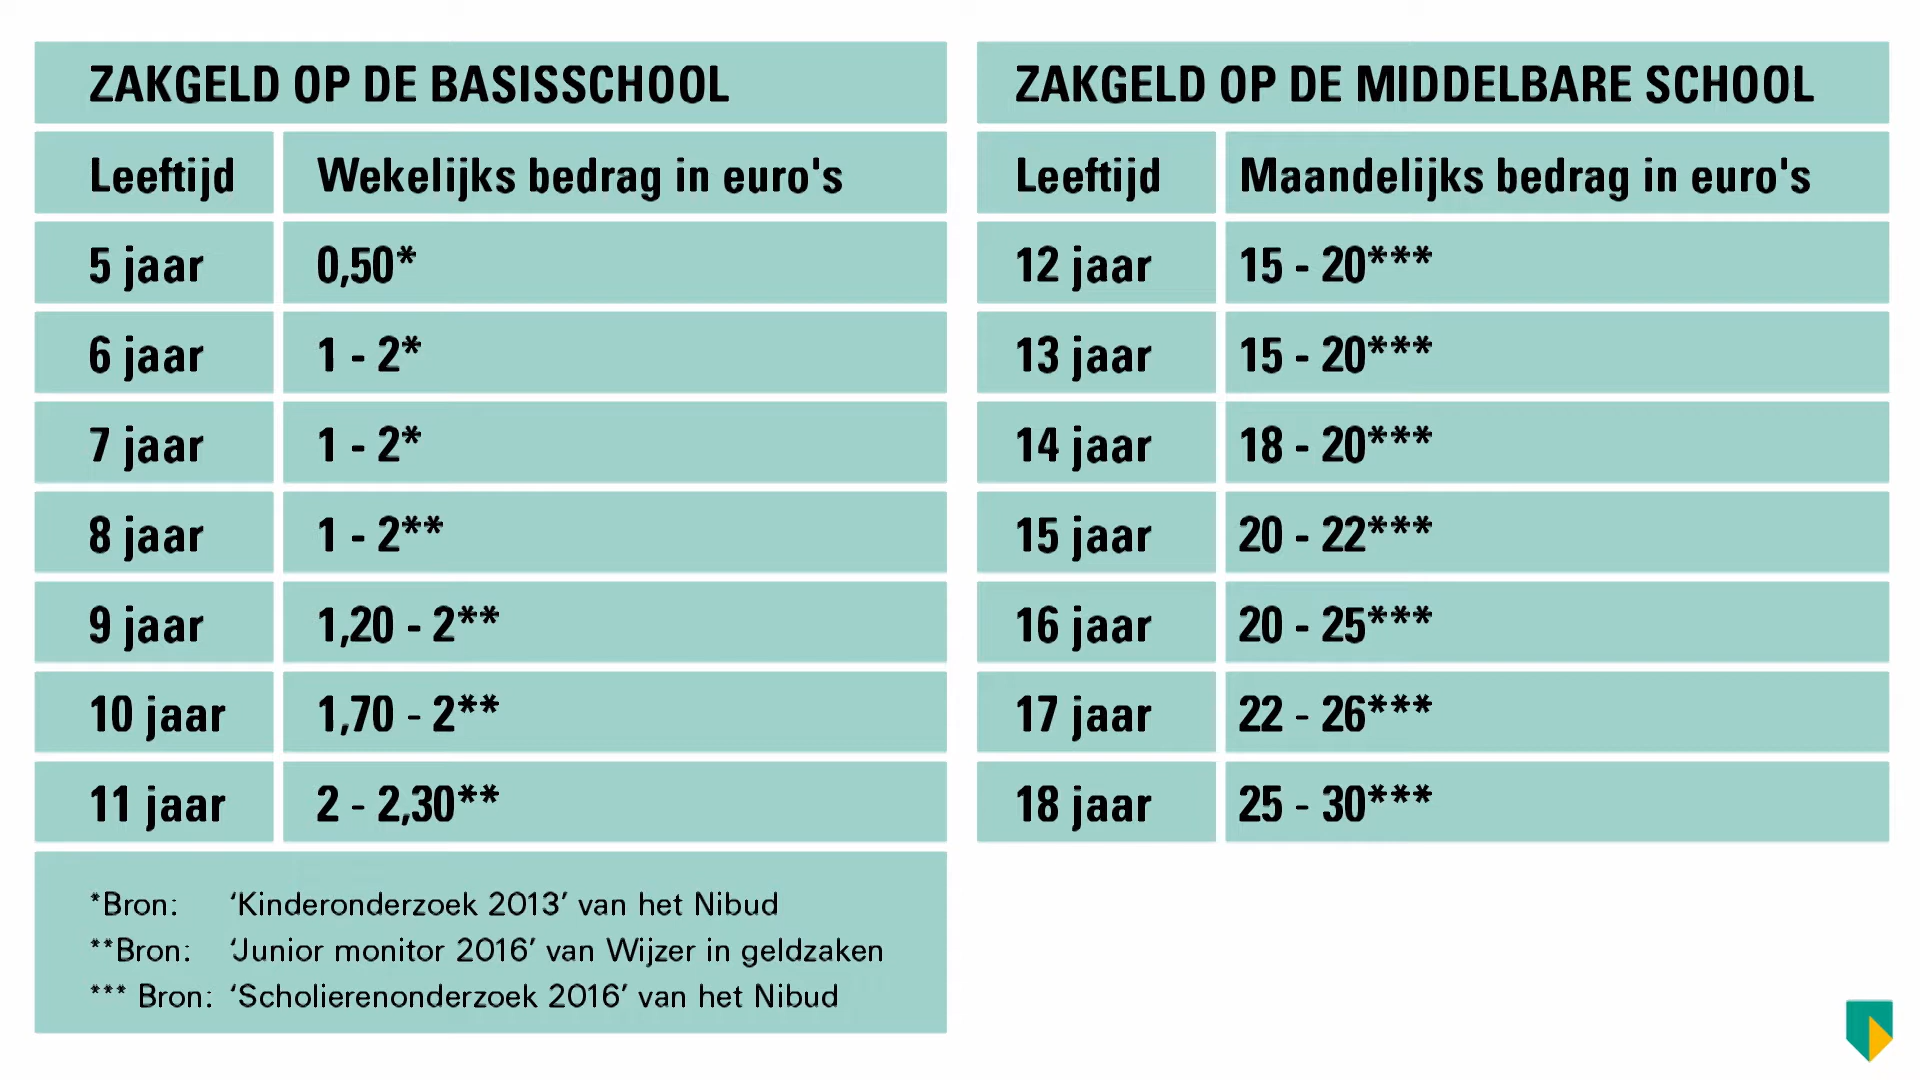 ZAKGELD OP DE BASISSCHOOL
Leeftijd Wekelijks bedrag in euro's
5 jaar 0,50*
6 jaar 1 - 2*
7 jaar 1 - 2*
8 jaar 1 - 2**
9 jaar 1,20 - 2**
10 jaar 1,70 - 2**
11 jaar 2 - 2,30**
*Bron: ‘Kinderonderzoek 2013’ van het Nibud
**Bron: ‘Junior monitor 2016’ van Wijzer in geldzaken
*** Bron: ‘Scholierenonderzoek 2016’ van het Nibud
ZAKGELD OP DE MIDDELBARE SCHOOL
Leeftijd Maandelijks bedrag in euro's
12 jaar 15 - 20***
13 jaar 15 - 20***
14 jaar 18 - 20***
15 jaar 20 - 22***
16 jaar 20 - 25***
17 jaar 22 - 26***
18 jaar 25 - 30***